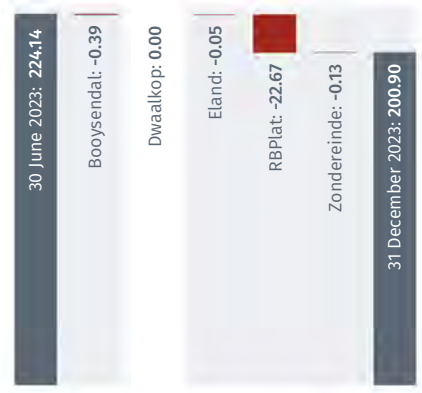 30 June 2023: 224.14
Booysendal: -0.39
Dwaalkop: 0.00
Eland: -0.05
RBPlat: -22.67
Zondereinde: -0.13
31 December 2023: 200.90